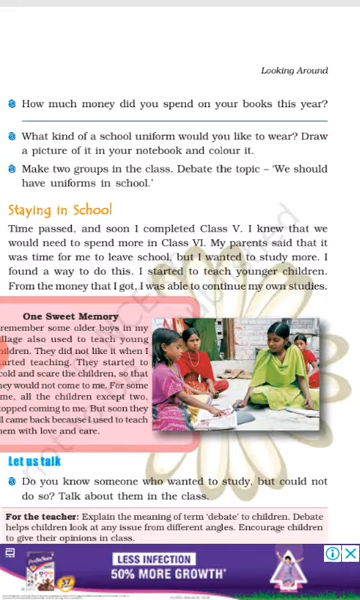 Looking Around
How much money did you spend on your books this year?
What kind of a school uniform would you like to wear? Draw
a picture of it in your notebook and colour it.
Make two groups in the class. Debate the topic – 'We should
have uniforms in school.'
Staying in School
Time passed, and soon I completed Class V. I knew that we
would need to spend more in Class VI. My parents said that it
was time for me to leave school, but I wanted to study more. I
found a way to do this. I started to teach younger children.
From the money that I got, I was able to continue my own studies.
One Sweet Memory
remember some older boys in my
illage also used to teach young
hildren. They did not like it when I
tarted teaching. They started to
cold and scare the children, so that
hey would not come to me. For some
me, all the children except two,
topped coming to me. But soon they
ll came back because I used to teach
hem with love and care.
Let us talk
Do you know someone who wanted to study, but could not
do so? Talk about them in the class.
For the teacher: Explain the meaning of term 'debate' to children. Debate
helps children look at any issue from different angles. Encourage children
to give their opinions in class.
LESS INFECTION
50% MORE GROWTH*